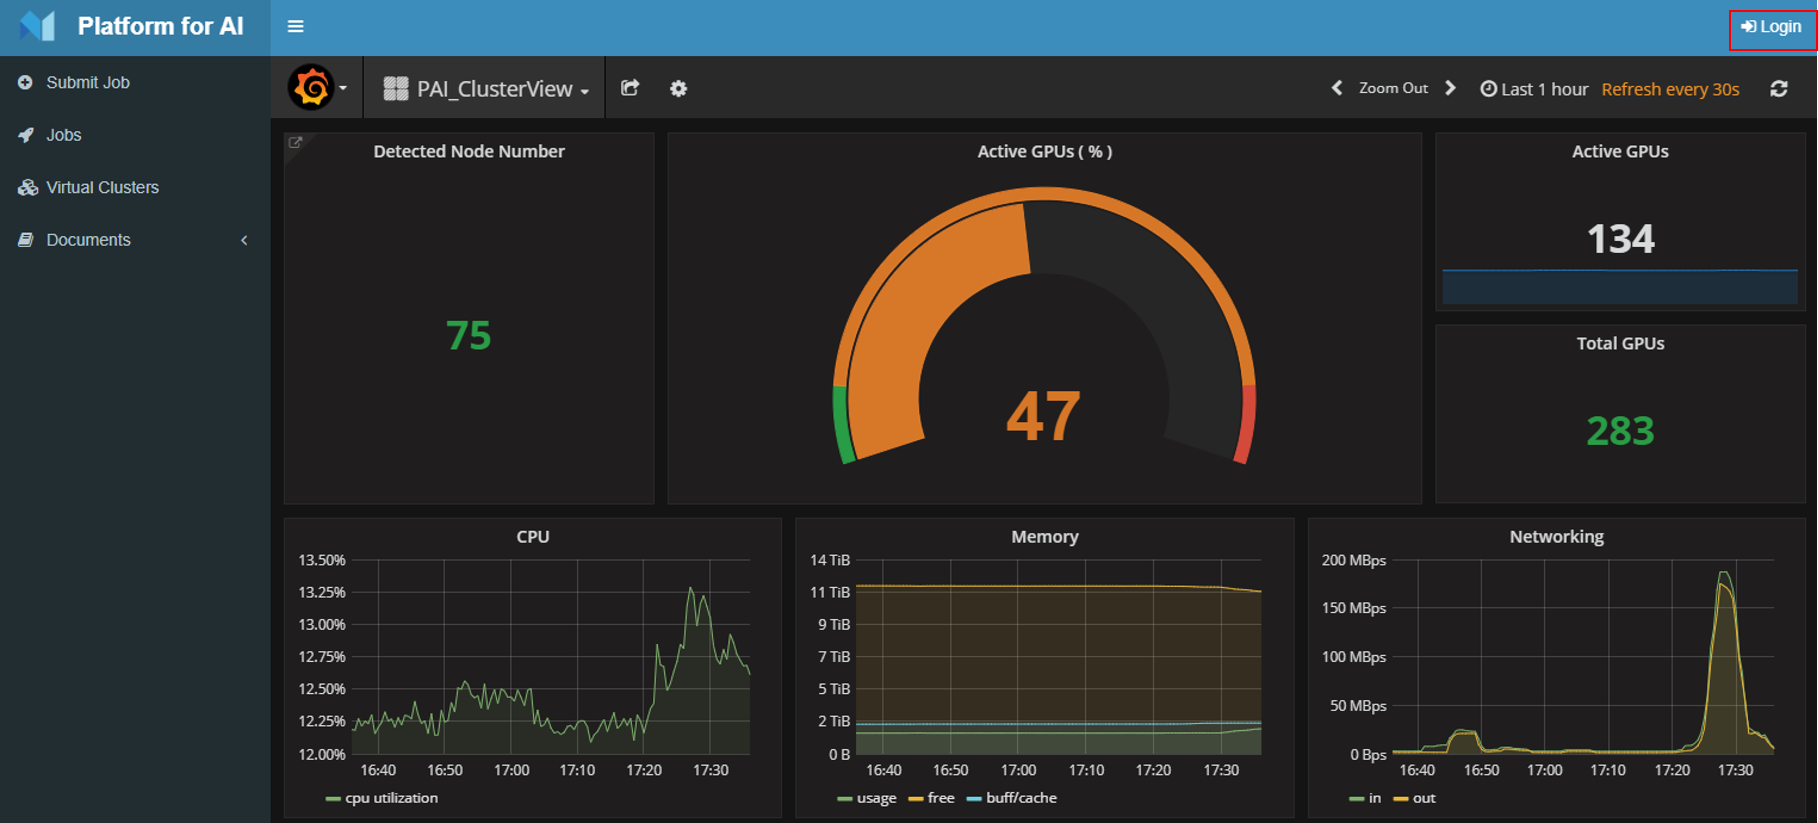 Platform for AI
Login
Submit Job
Jobs
Virtual Clusters
Documents
PAI_ClusterView
Zoom Out
Last 1 hour
Refresh every 30s
Detected Node Number
75
Active GPUs ( % )
47
Active GPUs
134
Total GPUs
283
CPU
13.50%
13.25%
13.00%
12.75%
12.50%
12.25%
12.00%
16:40 16:50 17:00 17:10 17:20 17:30
cpu utilization
Memory
14 TiB
11 TiB
9 TiB
7 TiB
5 TiB
2 TiB
0 B
16:40 16:50 17:00 17:10 17:20 17:30
usage free buff/cache
Networking
200 MBps
150 MBps
100 MBps
50 MBps
0 Bps
16:40 16:50 17:00 17:10 17:20 17:30
in out